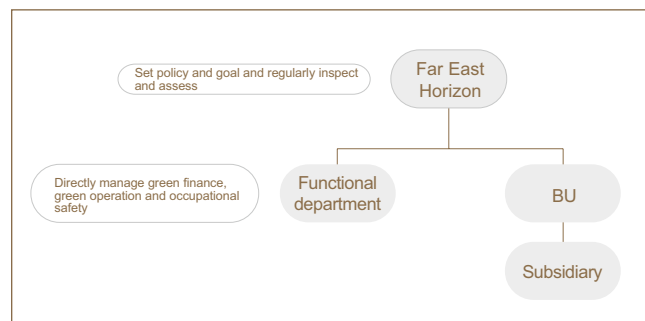 Set policy and goal and regularly inspect
and assess
Far East
Horizon
Directly manage green finance,
green operation and occupational
safety
Functional
department
BU
Subsidiary